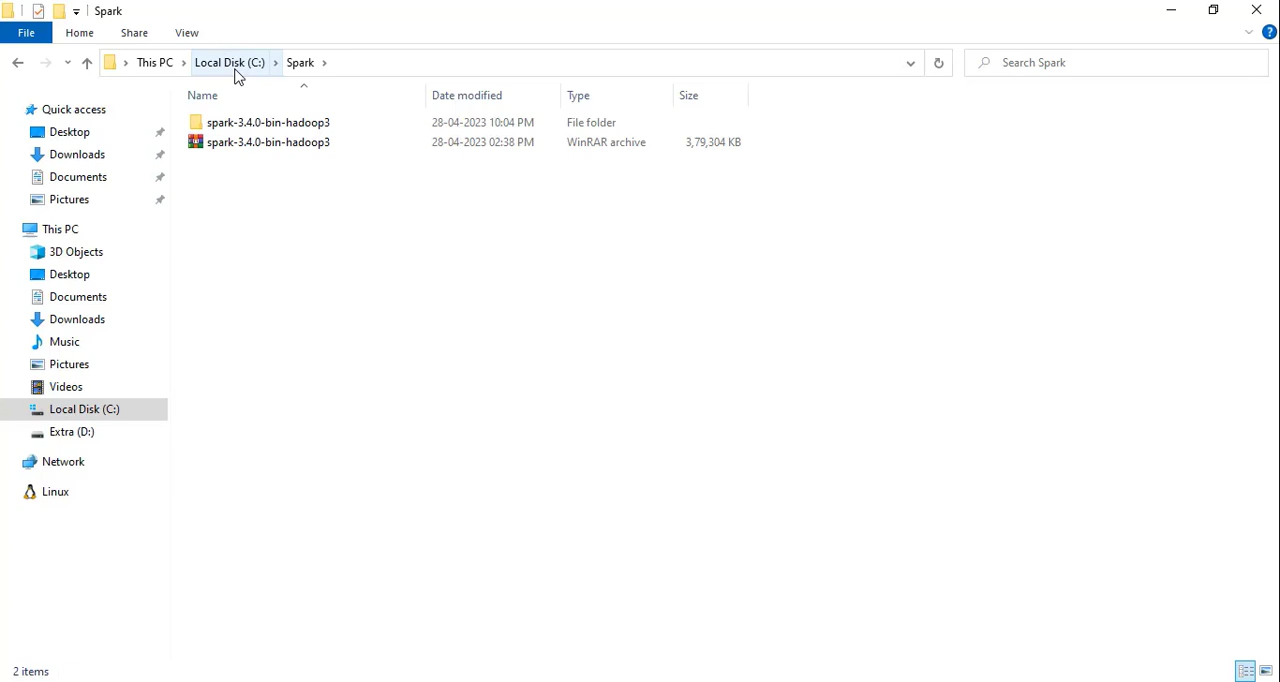 Spark
File Home Share View
This PC Local Disk (C:) Spark Search Spark
Name Date modified Type Size
spark-3.4.0-bin-hadoop3 28-04-2023 10:04 PM File folder
spark-3.4.0-bin-hadoop3 28-04-2023 02:38 PM WinRAR archive 3,79,304 KB
Quick access
Desktop
Downloads
Documents
Pictures
This PC
3D Objects
Desktop
Documents
Downloads
Music
Pictures
Videos
Local Disk (C:)
Extra (D:)
Network
Linux
2 items